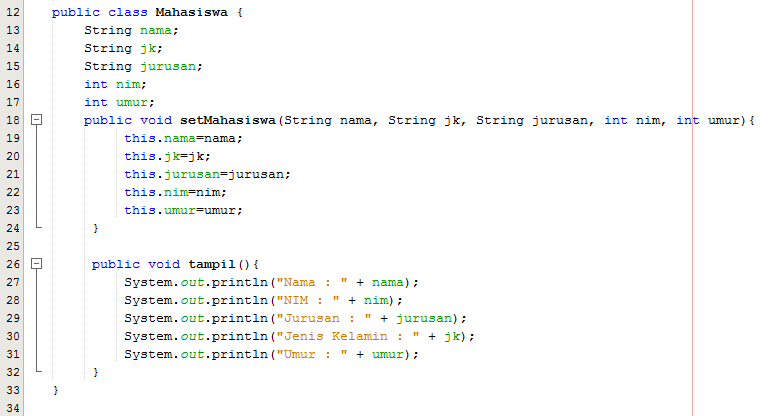 12 public class Mahasiswa {
13 String nama;
14 String jk;
15 String jurusan;
16 int nim;
17 int umur;
18 public void setMahasiswa(String nama, String jk, String jurusan, int nim, int umur){
19 this.nama=nama;
20 this.jk=jk;
21 this.jurusan=jurusan;
22 this.nim=nim;
23 this.umur=umur;
24 }
25
26 public void tampil(){
27 System.out.println("Nama : " + nama);
28 System.out.println("NIM : " + nim);
29 System.out.println("Jurusan : " + jurusan);
30 System.out.println("Jenis Kelamin : " + jk);
31 System.out.println("Umur : " + umur);
32 }
33 }
34